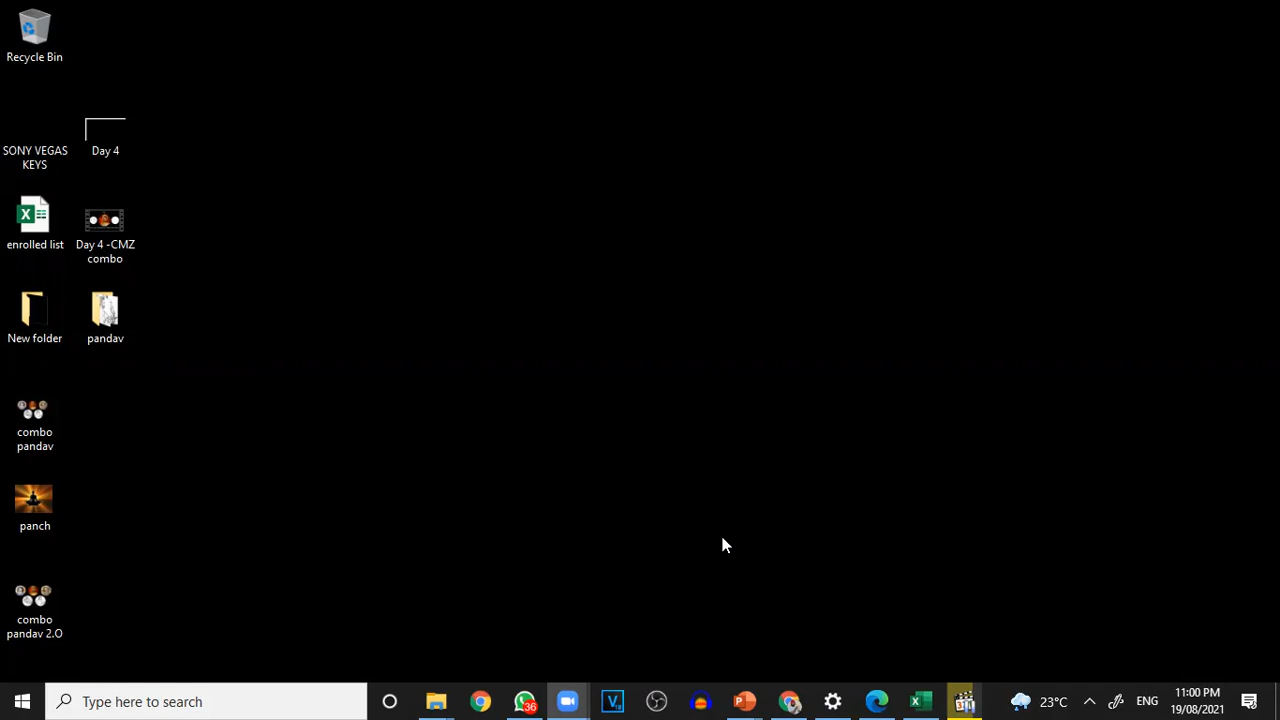 Recycle Bin
SONY VEGAS
KEYS
Day 4
enrolled list
Day 4 -CMZ
combo
New folder
pandav
combo
pandav
panch
combo
pandav 2.O
Type here to search
36
23°C
ENG
11:00 PM
19/08/2021